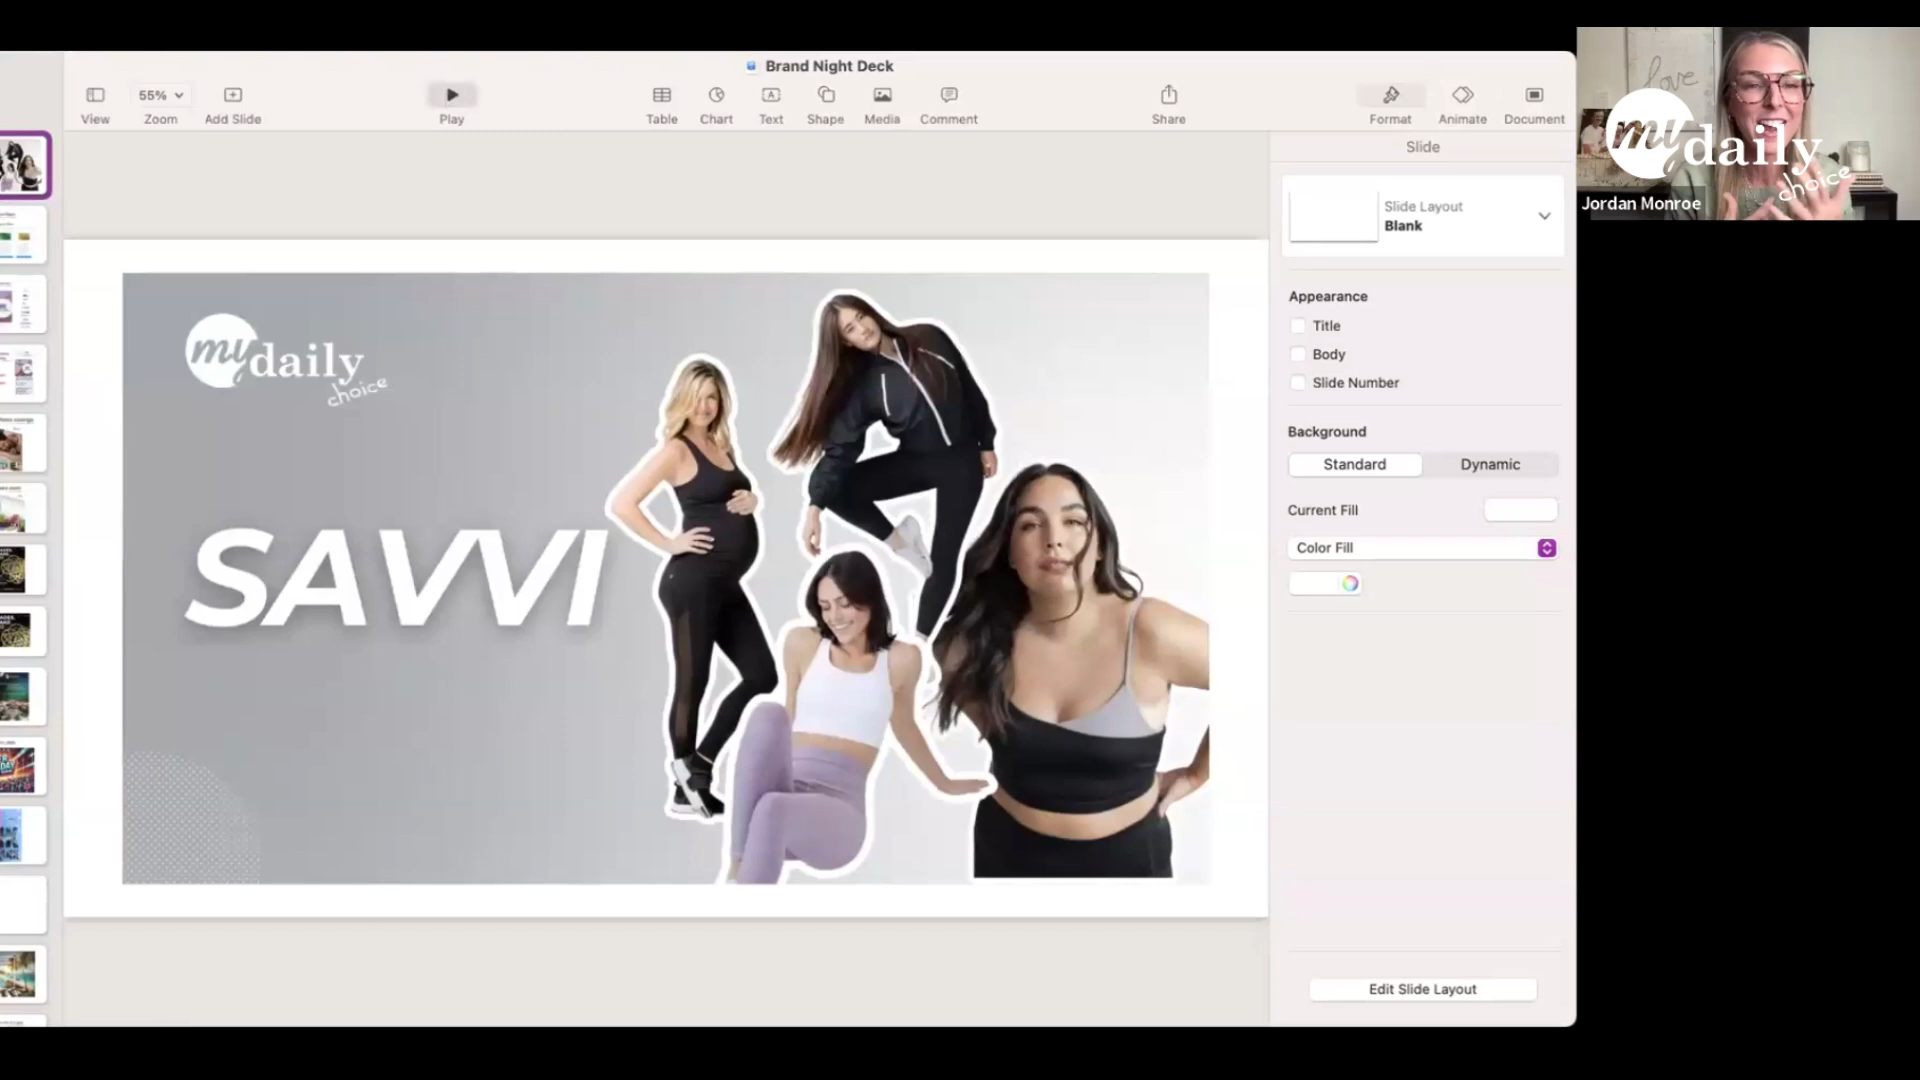 Brand Night Deck
55%
View
Zoom
Add Slide
Play
Table
Chart
Text
Shape
Media
Comment
Share
Format
Animate
Document
Slide
Slide Layout
Blank
Appearance
Title
Body
Slide Number
Background
Standard
Dynamic
Current Fill
Color Fill
Edit Slide Layout
my daily
choice
SAVVI
love
my daily
choice
Jordan Monroe